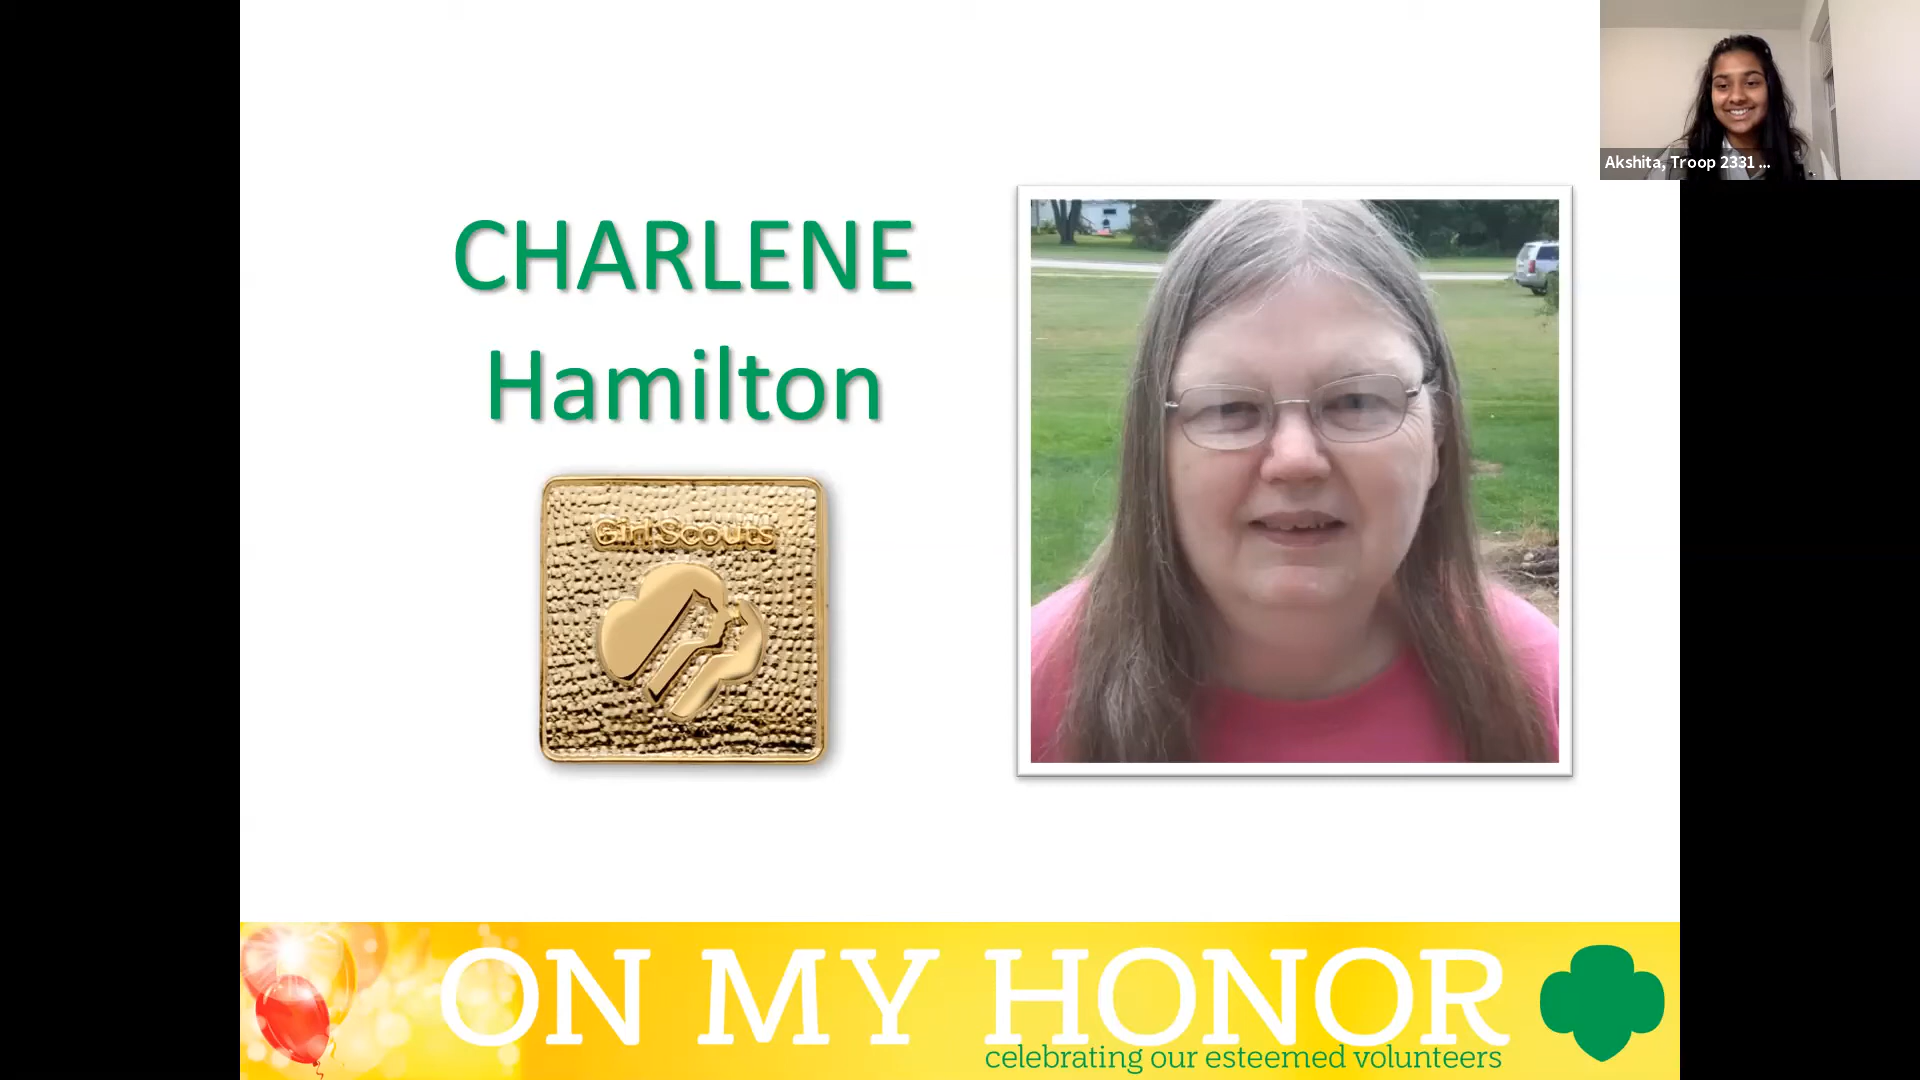 CHARLENE
Hamilton
Girl Scouts
Akshita, Troop 2331 ...
ON MY HONOR
celebrating our esteemed volunteers